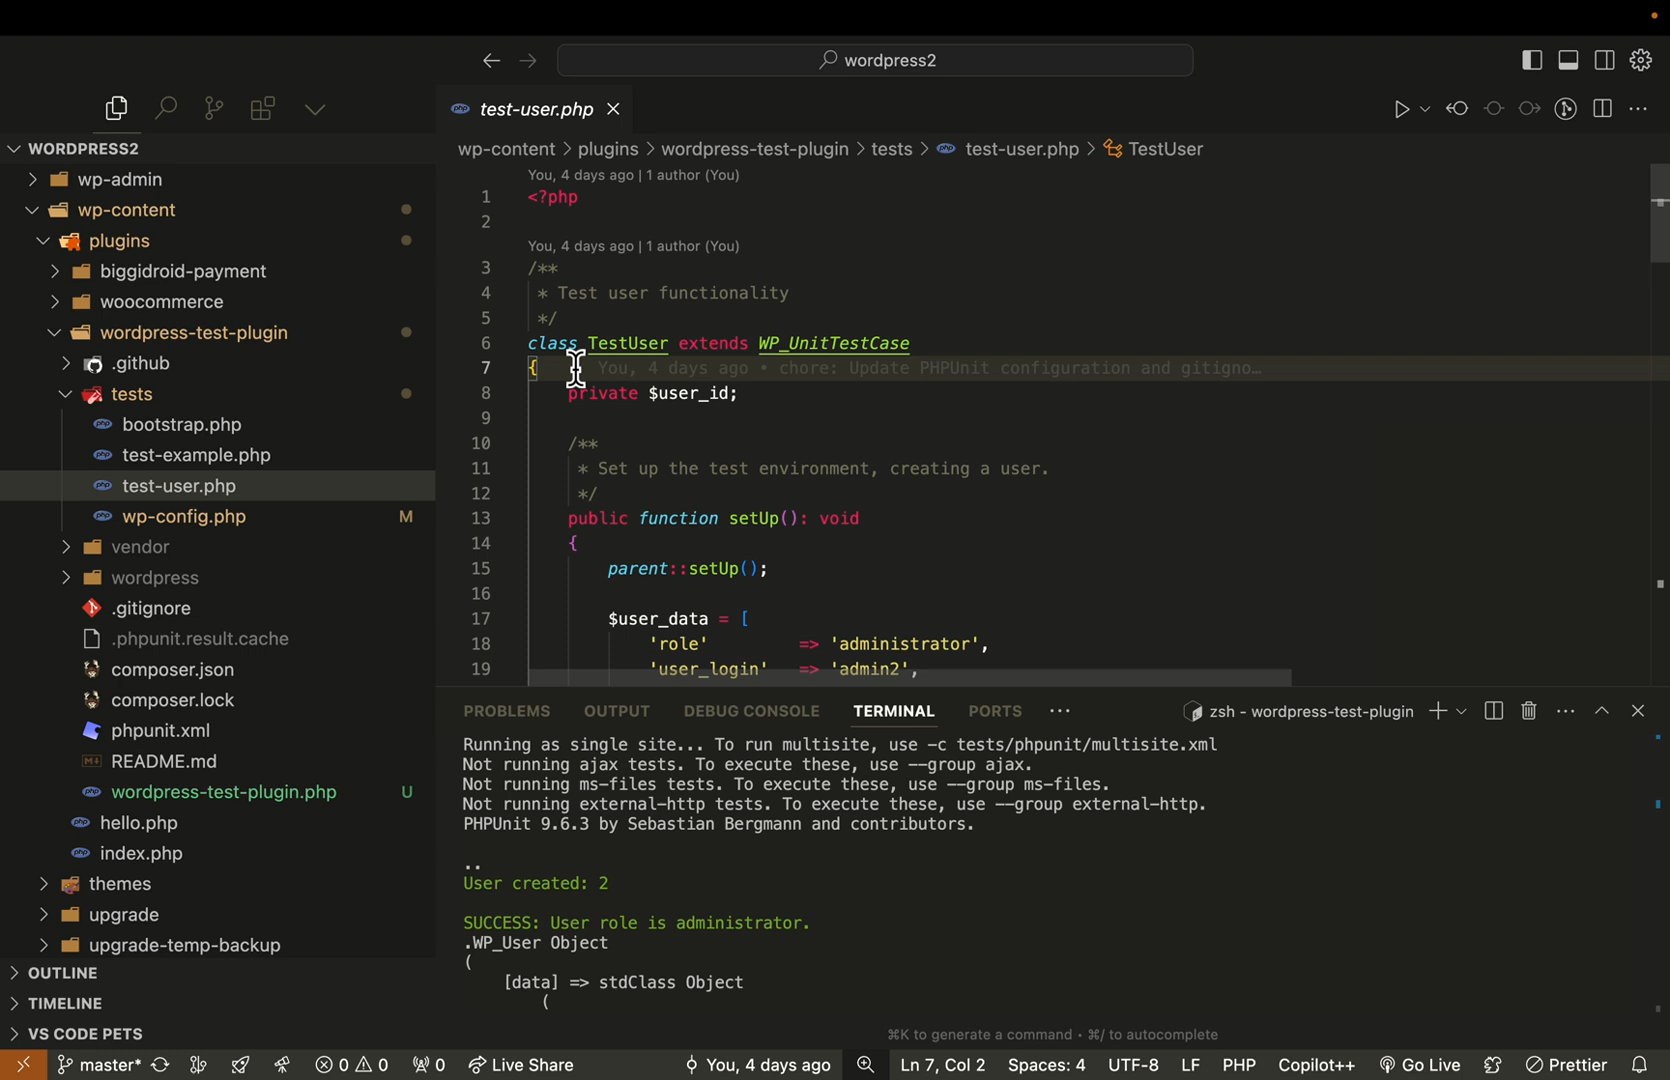 wordpress2
WORDPRESS2
wp-admin
wp-content
plugins
biggidroid-payment
woocommerce
wordpress-test-plugin
.github
tests
bootstrap.php
test-example.php
test-user.php
wp-config.php M
vendor
wordpress
.gitignore
.phpunit.result.cache
composer.json
composer.lock
phpunit.xml
README.md
wordpress-test-plugin.php U
hello.php
index.php
themes
upgrade
upgrade-temp-backup
OUTLINE
TIMELINE
VS CODE PETS
test-user.php
wp-content > plugins > wordpress-test-plugin > tests > test-user.php > TestUser
You, 4 days ago | 1 author (You)
1 <?php
2
You, 4 days ago | 1 author (You)
3 /**
4 * Test user functionality
5 */
6 class TestUser extends WP_UnitTestCase
7 { You, 4 days ago • chore: Update PHPUnit configuration and gitigno…
8 private $user_id;
9
10 /**
11 * Set up the test environment, creating a user.
12 */
13 public function setUp(): void
14 {
15 parent::setUp();
16
17 $user_data = [
18 'role' => 'administrator',
19 'user_login' => 'admin2',
PROBLEMS OUTPUT DEBUG CONSOLE TERMINAL PORTS
zsh - wordpress-test-plugin
Running as single site... To run multisite, use -c tests/phpunit/multisite.xml
Not running ajax tests. To execute these, use --group ajax.
Not running ms-files tests. To execute these, use --group ms-files.
Not running external-http tests. To execute these, use --group external-http.
PHPUnit 9.6.3 by Sebastian Bergmann and contributors.
..
User created: 2
SUCCESS: User role is administrator.
.WP_User Object
(
[data] => stdClass Object
(
⌘K to generate a command • ⌘/ to autocomplete
master* 0 0 0 Live Share You, 4 days ago Ln 7, Col 2 Spaces: 4 UTF-8 LF PHP Copilot++ Go Live Prettier